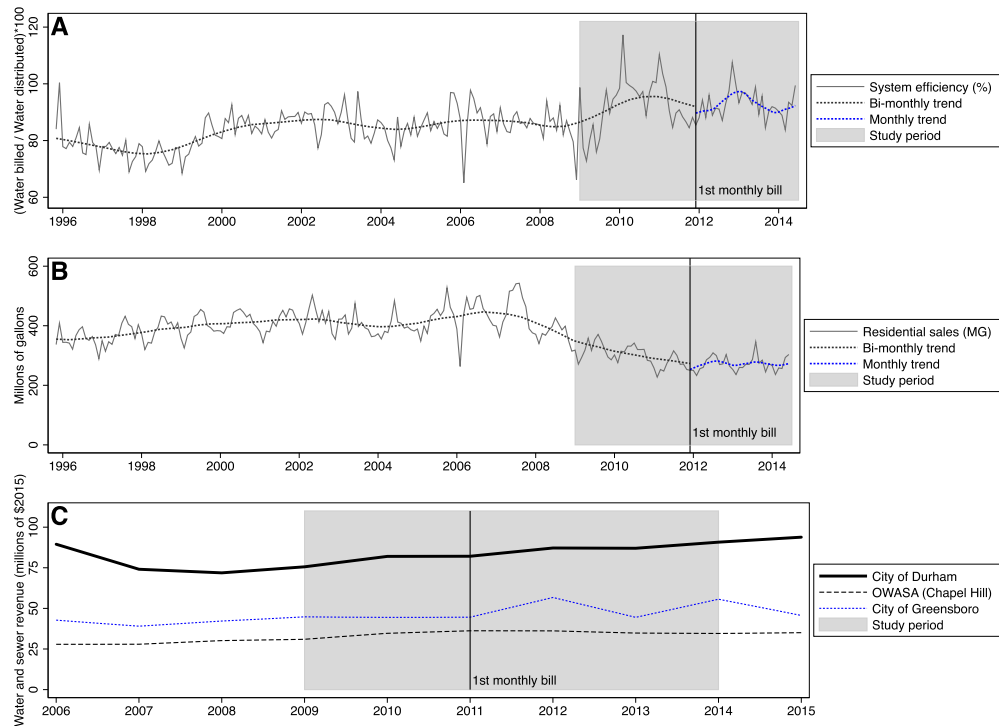 A
(Water billed / Water distributed)*100
120
100
80
60
1996
1998
2000
2002
2004
2006
2008
2010
2012
2014
1st monthly bill
System efficiency (%)
Bi-monthly trend
Monthly trend
Study period
B
Millons of gallons
600
400
200
0
1996
1998
2000
2002
2004
2006
2008
2010
2012
2014
1st monthly bill
Residential sales (MG)
Bi-monthly trend
Monthly trend
Study period
C
Water and sewer revenue (millions of $2015)
100
75
50
25
0
2006
2007
2008
2009
2010
2011
2012
2013
2014
2015
1st monthly bill
City of Durham
OWASA (Chapel Hill)
City of Greensboro
Study period